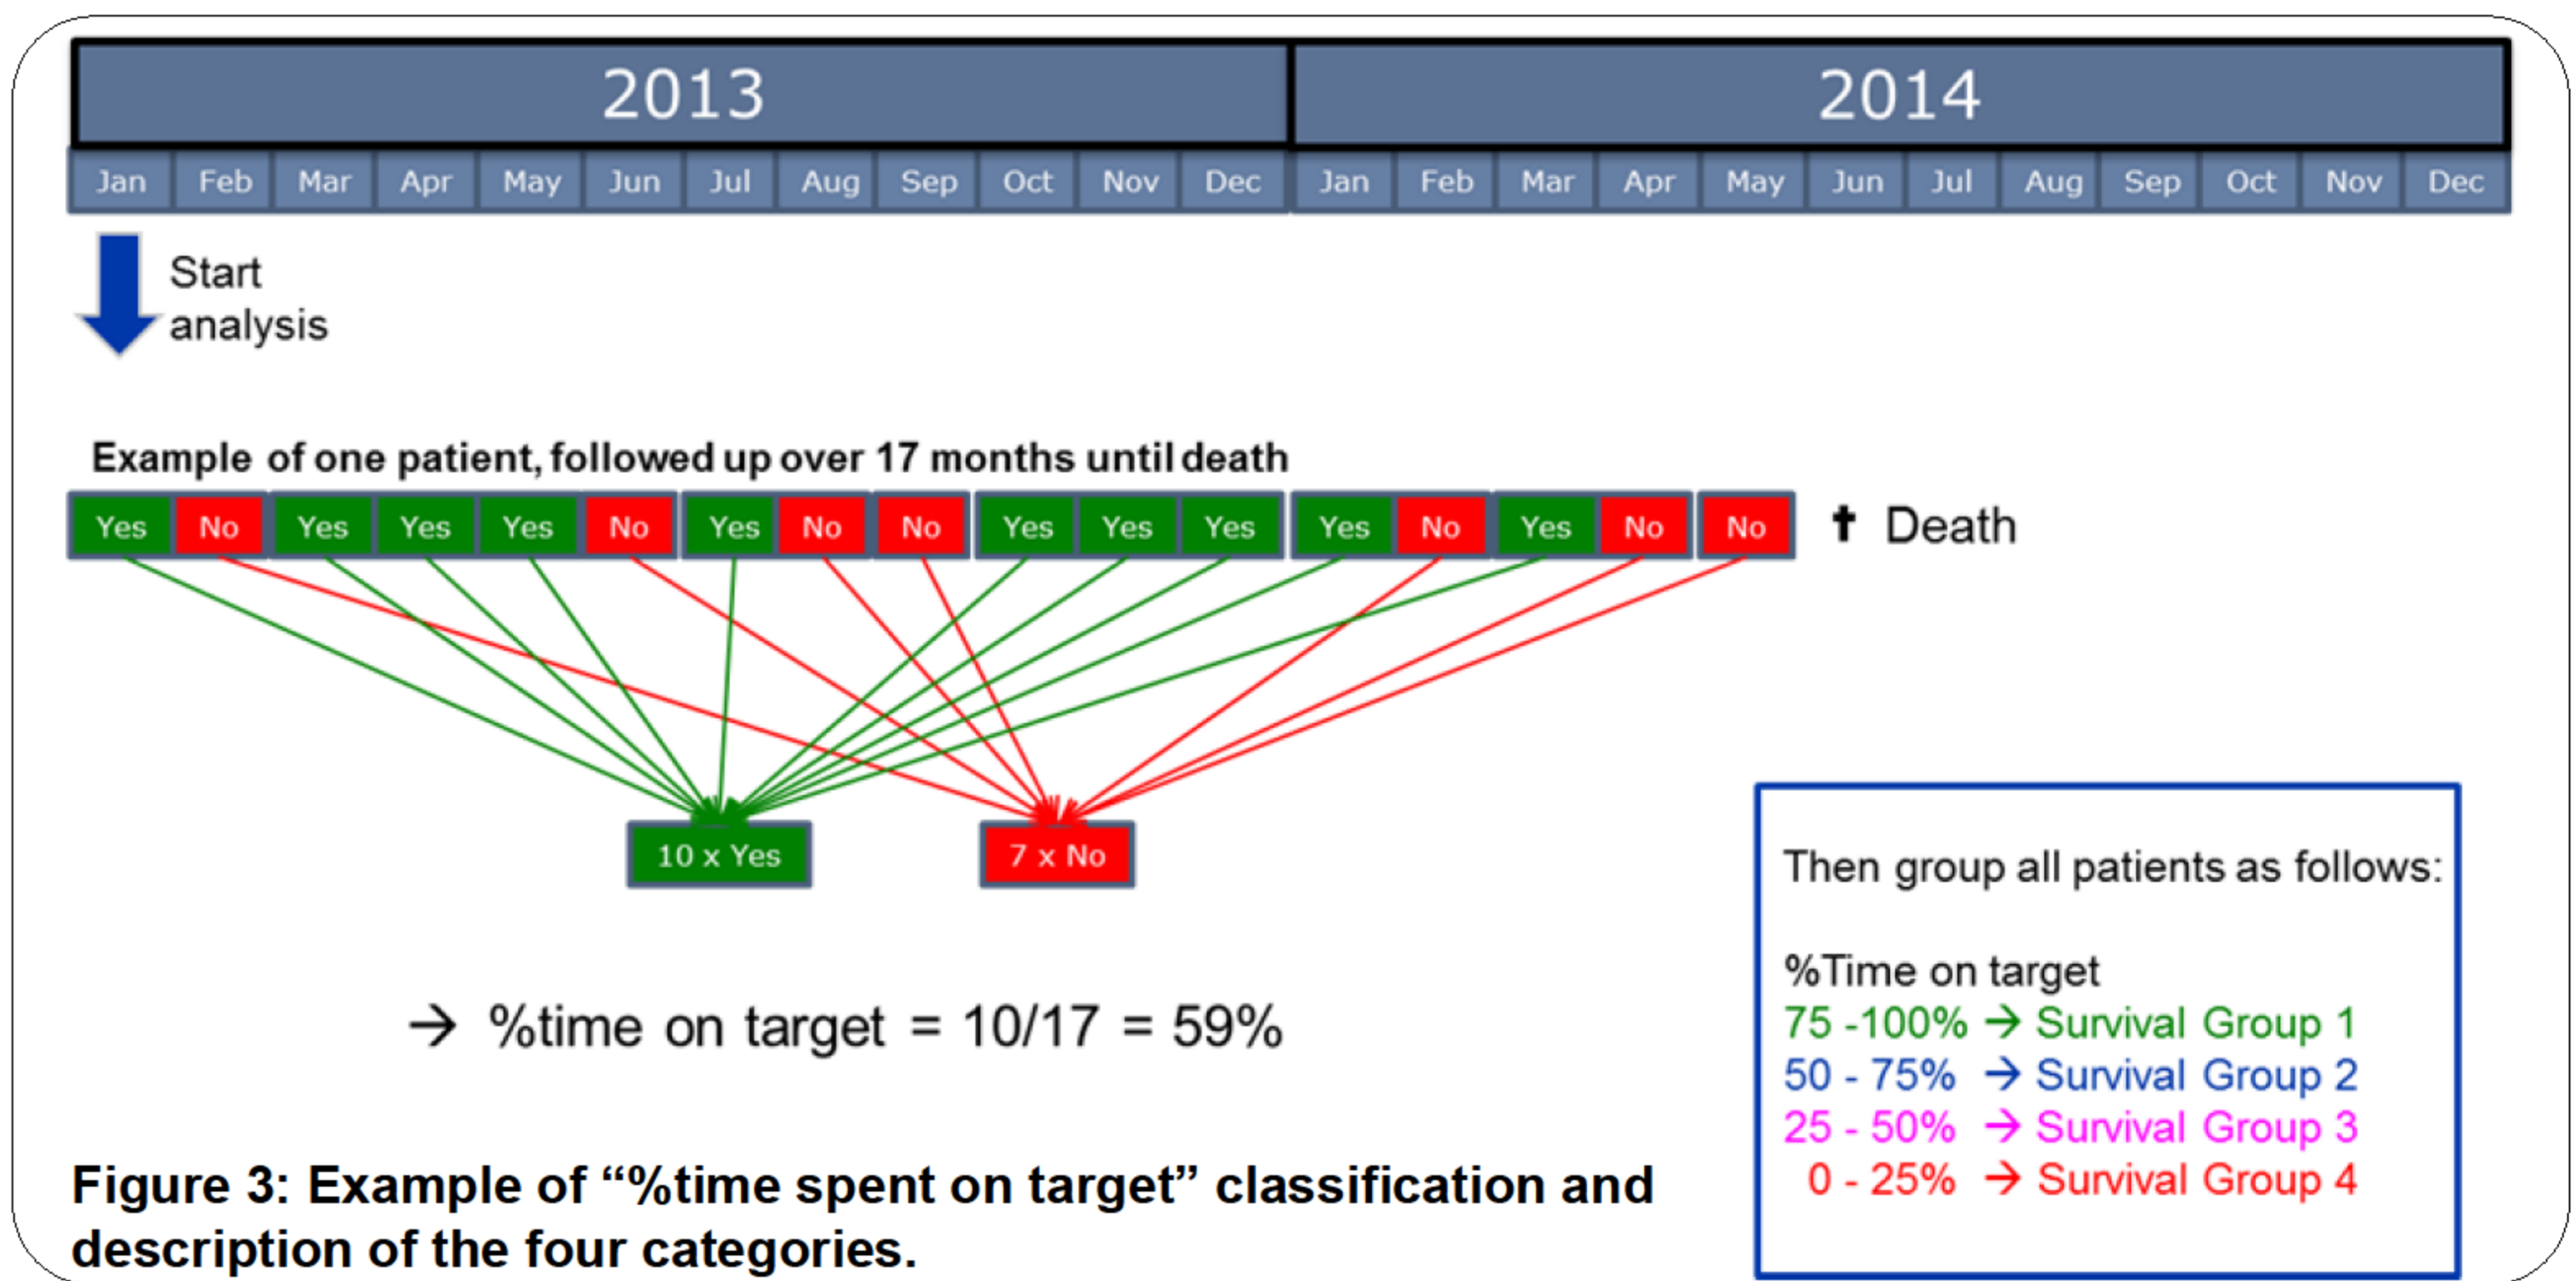 2013 2014
Jan Feb Mar Apr May Jun Jul Aug Sep Oct Nov Dec Jan Feb Mar Apr May Jun Jul Aug Sep Oct Nov Dec
Start
analysis
Example of one patient, followed up over 17 months until death
Yes No Yes Yes Yes No Yes No No Yes Yes Yes Yes No Yes No No ✝ Death
10 x Yes 7 x No
→ %time on target = 10/17 = 59%
Then group all patients as follows:
%Time on target
75 -100% → Survival Group 1
50 - 75% → Survival Group 2
25 - 50% → Survival Group 3
0 - 25% → Survival Group 4
Figure 3: Example of “%time spent on target” classification and
description of the four categories.